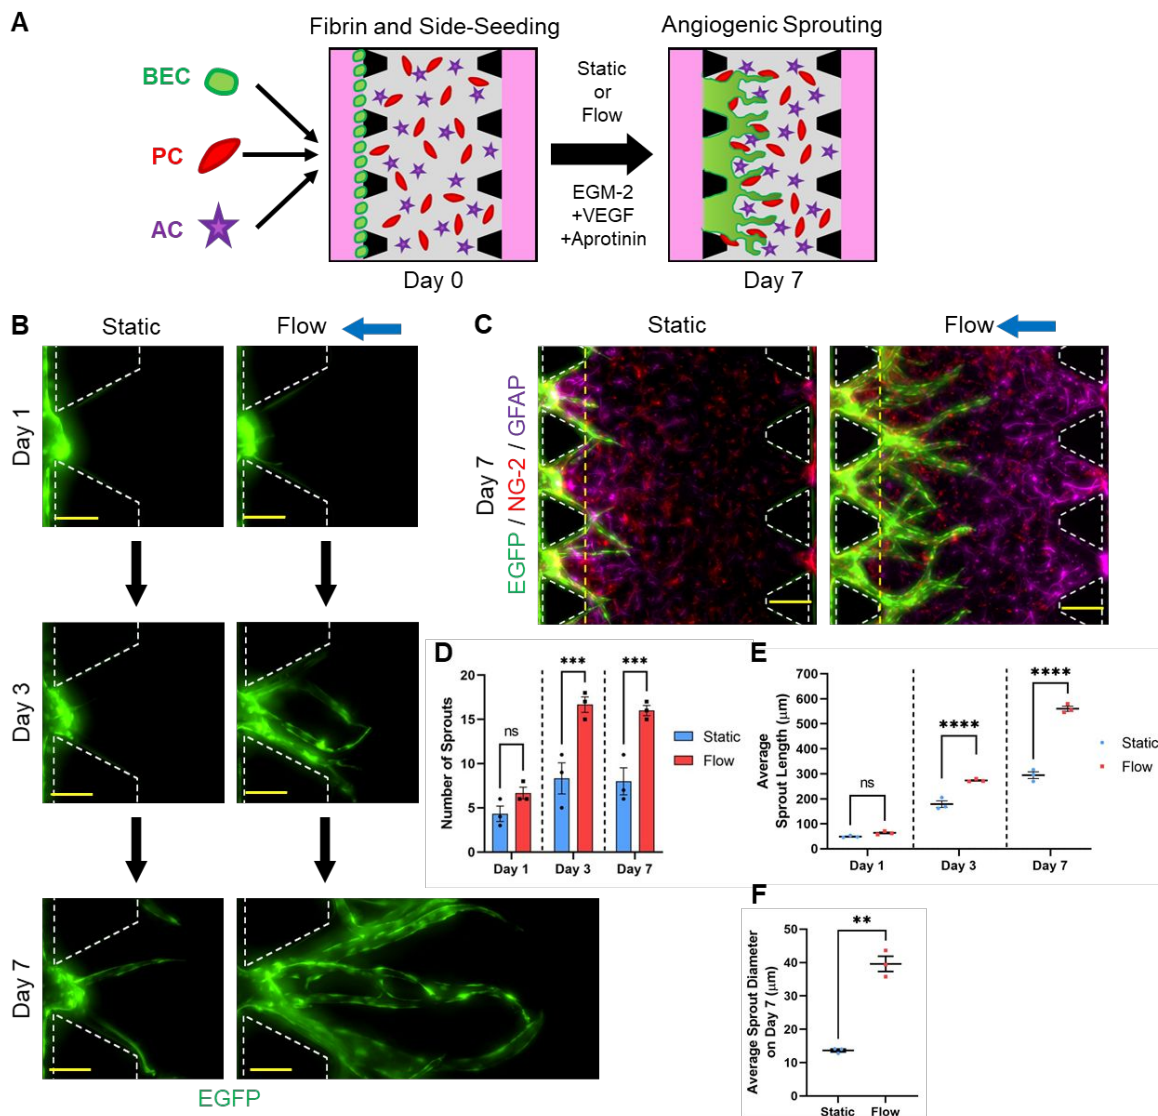 A
Fibrin and Side-Seeding
Angiogenic Sprouting
BEC
PC
AC
Static
or
Flow
EGM-2
+VEGF
+Aprotinin
Day 0
Day 7
B
Static
Flow
Day 1
Day 3
Day 7
EGFP
C
Static
Flow
Day 7
EGFP / NG-2 / GFAP
D
Number of Sprouts
20
15
10
5
0
ns
***
***
Day 1
Day 3
Day 7
Static
Flow
E
Average
Sprout Length (μm)
700
600
500
400
300
200
100
0
ns
****
****
Day 1
Day 3
Day 7
Static
Flow
F
Average Sprout Diameter
on Day 7 (μm)
50
40
30
20
10
0
**
Static
Flow